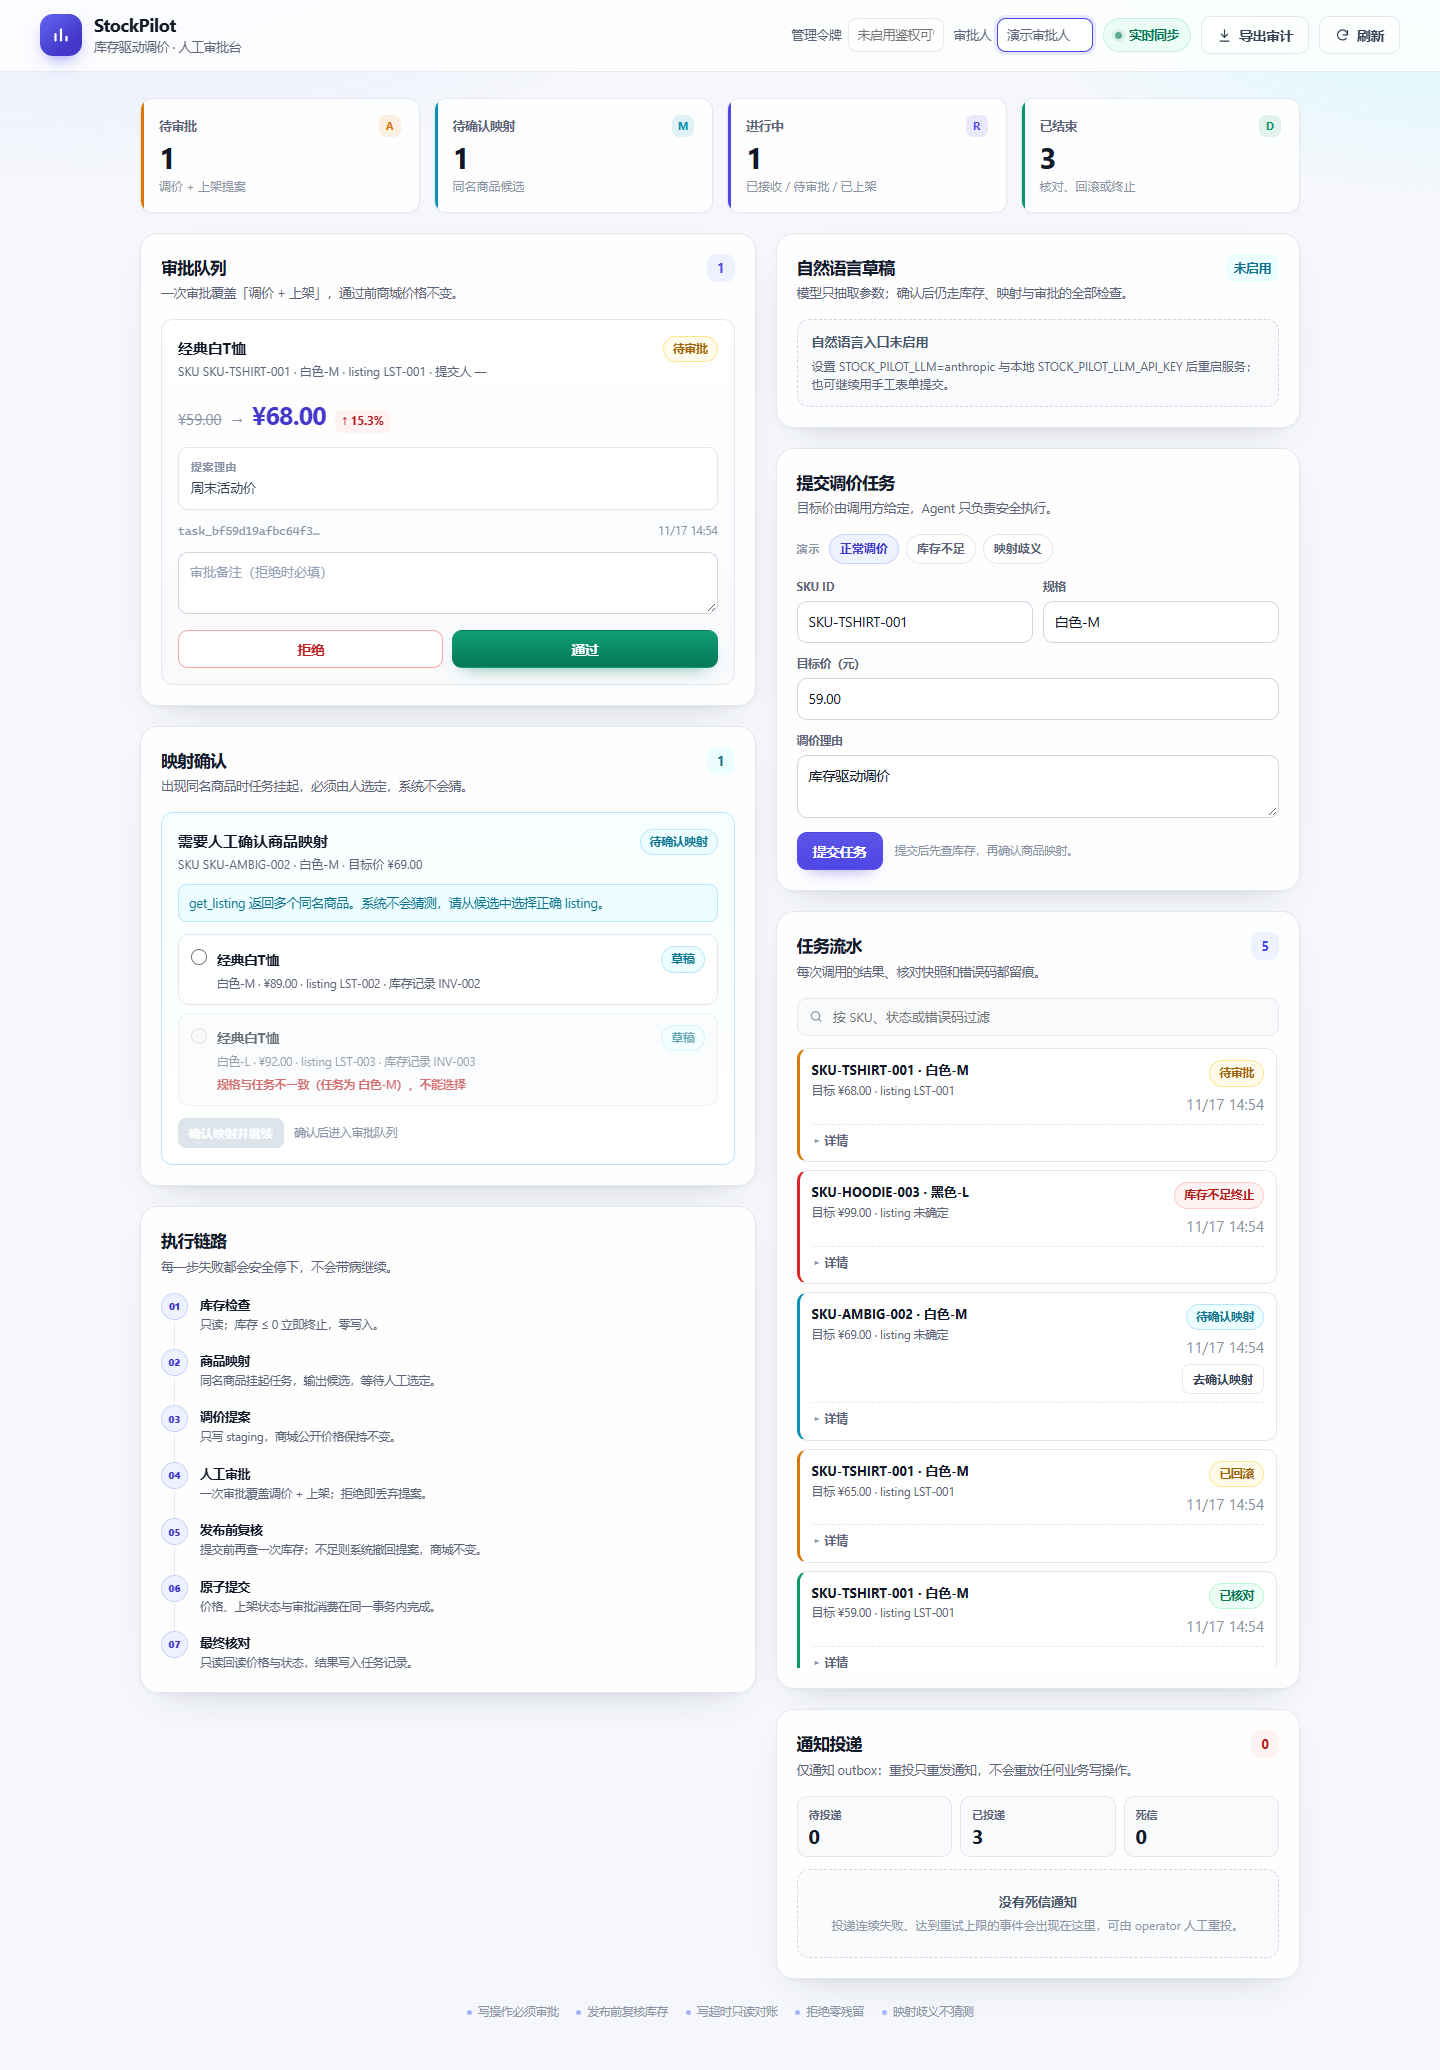 StockPilot
库存驱动调价 · 人工审批台
管理令牌
未启用鉴权可
审批人
演示审批人
实时同步
导出审计
刷新
待审批
A
1
调价 + 上架提案
待确认映射
M
1
同名商品候选
进行中
R
1
已接收 / 待审批 / 已上架
已结束
D
3
核对、回滚或终止
审批队列
1
一次审批覆盖「调价 + 上架」，通过前商城价格不变。
经典白T恤
待审批
SKU SKU-TSHIRT-001 · 白色-M · listing LST-001 · 提交人 —
¥59.00 → ¥68.00 ↑ 15.3%
提案理由
周末活动价
task_bf59d19afbc64f3…
11/17 14:54
审批备注（拒绝时必填）
拒绝
通过
映射确认
1
出现同名商品时任务挂起，必须由人选定，系统不会猜。
需要人工确认商品映射
待确认映射
SKU SKU-AMBIG-002 · 白色-M · 目标价 ¥69.00
get_listing 返回多个同名商品。系统不会猜测，请从候选中选择正确 listing。
经典白T恤
草稿
白色-M · ¥89.00 · listing LST-002 · 库存记录 INV-002
经典白T恤
草稿
白色-L · ¥92.00 · listing LST-003 · 库存记录 INV-003
规格与任务不一致（任务为 白色-M），不能选择
确认映射并继续
确认后进入审批队列
执行链路
每一步失败都会安全停下，不会带病继续。
01
库存检查
只读；库存 ≤ 0 立即终止，零写入。
02
商品映射
同名商品挂起任务，输出候选，等待人工选定。
03
调价提案
只写 staging，商城公开价格保持不变。
04
人工审批
一次审批覆盖调价 + 上架；拒绝即丢弃提案。
05
发布前复核
提交前再查一次库存；不足则系统撤回提案，商城不变。
06
原子提交
价格、上架状态与审批消费在同一事务内完成。
07
最终核对
只读回读价格与状态，结果写入任务记录。
自然语言草稿
未启用
模型只抽取参数；确认后仍走库存、映射与审批的全部检查。
自然语言入口未启用
设置 STOCK_PILOT_LLM=anthropic 与本地 STOCK_PILOT_LLM_API_KEY 后重启服务；
也可继续用手工表单提交。
提交调价任务
目标价由调用方给定，Agent 只负责安全执行。
演示
正常调价
库存不足
映射歧义
SKU ID
规格
SKU-TSHIRT-001
白色-M
目标价（元）
59.00
调价理由
库存驱动调价
提交任务
提交后先查库存，再确认商品映射。
任务流水
5
每次调用的结果、核对快照和错误码都留痕。
按 SKU、状态或错误码过滤
SKU-TSHIRT-001 · 白色-M
待审批
目标 ¥68.00 · listing LST-001
11/17 14:54
▸ 详情
SKU-HOODIE-003 · 黑色-L
库存不足终止
目标 ¥99.00 · listing 未确定
11/17 14:54
▸ 详情
SKU-AMBIG-002 · 白色-M
待确认映射
目标 ¥69.00 · listing 未确定
11/17 14:54
去确认映射
▸ 详情
SKU-TSHIRT-001 · 白色-M
已回滚
目标 ¥65.00 · listing LST-001
11/17 14:54
▸ 详情
SKU-TSHIRT-001 · 白色-M
已核对
目标 ¥59.00 · listing LST-001
11/17 14:54
▸ 详情
通知投递
0
仅通知 outbox：重投只重发通知，不会重放任何业务写操作。
待投递
0
已投递
3
死信
0
没有死信通知
投递连续失败、达到重试上限的事件会出现在这里，可由 operator 人工重投。
写操作必须审批
发布前复核库存
写超时只读对账
拒绝零残留
映射歧义不猜测